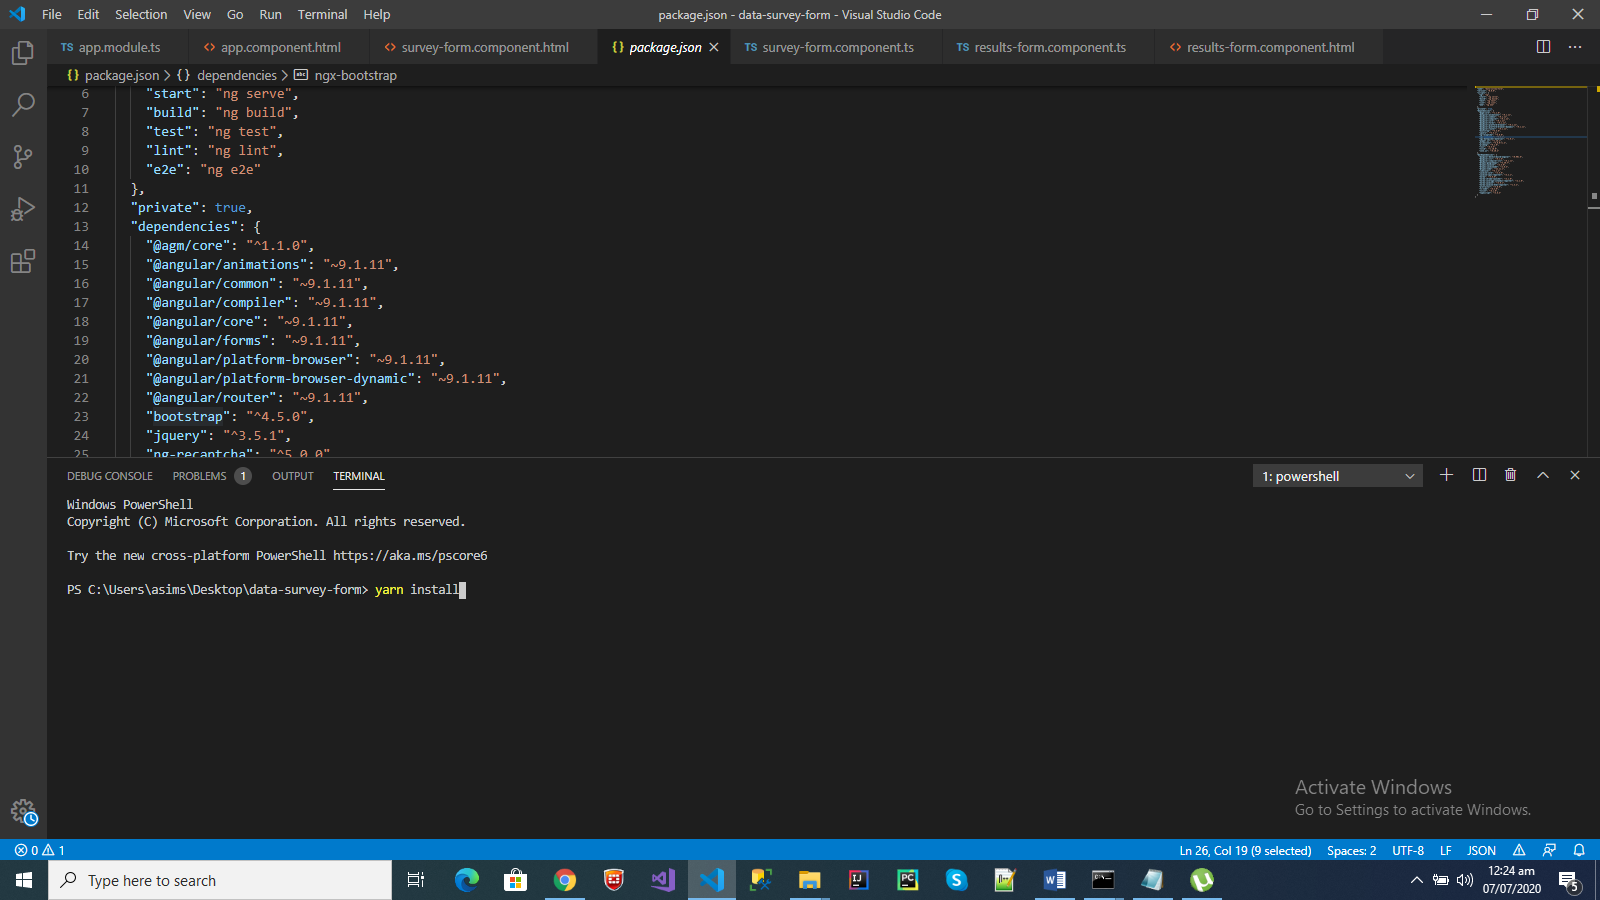 File Edit Selection View Go Run Terminal Help
package.json - data-survey-form - Visual Studio Code
TS app.module.ts
<> app.component.html
<> survey-form.component.html
{} package.json
TS survey-form.component.ts
TS results-form.component.ts
<> results-form.component.html
{} package.json > {} dependencies > abc ngx-bootstrap
6 "start": "ng serve",
7 "build": "ng build",
8 "test": "ng test",
9 "lint": "ng lint",
10 "e2e": "ng e2e"
11 },
12 "private": true,
13 "dependencies": {
14 "@agm/core": "^1.1.0",
15 "@angular/animations": "~9.1.11",
16 "@angular/common": "~9.1.11",
17 "@angular/compiler": "~9.1.11",
18 "@angular/core": "~9.1.11",
19 "@angular/forms": "~9.1.11",
20 "@angular/platform-browser": "~9.1.11",
21 "@angular/platform-browser-dynamic": "~9.1.11",
22 "@angular/router": "~9.1.11",
23 "bootstrap": "^4.5.0",
24 "jquery": "^3.5.1",
25 "ng-recaptcha": "^5.0.0"
DEBUG CONSOLE PROBLEMS 1 OUTPUT TERMINAL
1: powershell
Windows PowerShell
Copyright (C) Microsoft Corporation. All rights reserved.
Try the new cross-platform PowerShell https://aka.ms/pscore6
PS C:\Users\asims\Desktop\data-survey-form> yarn install
Activate Windows
Go to Settings to activate Windows.
0 1
Ln 26, Col 19 (9 selected) Spaces: 2 UTF-8 LF JSON
Type here to search
IJ
PC
12:24 am
07/07/2020
5